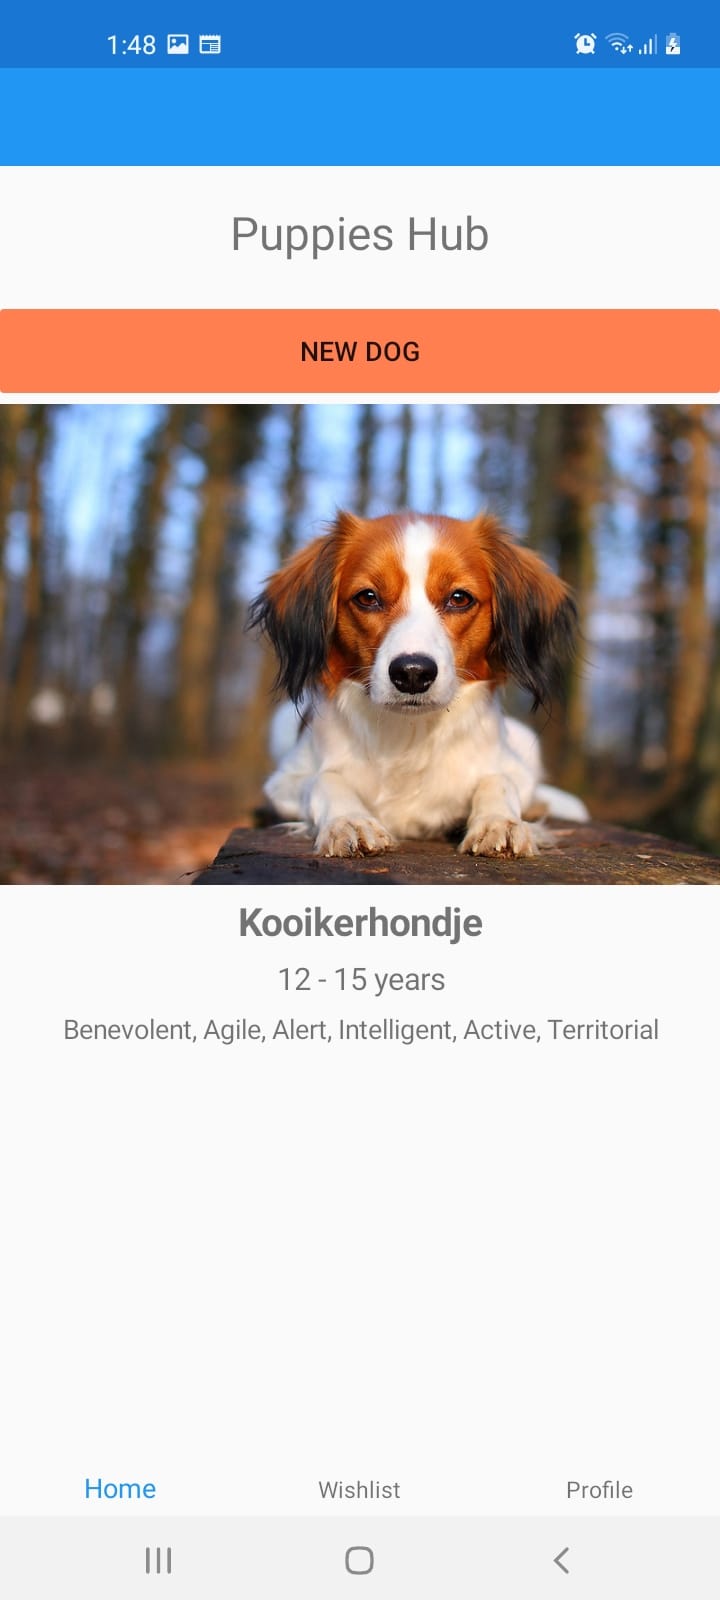 1:48
Puppies Hub
NEW DOG
Kooikerhondje
12 - 15 years
Benevolent, Agile, Alert, Intelligent, Active, Territorial
Home Wishlist Profile